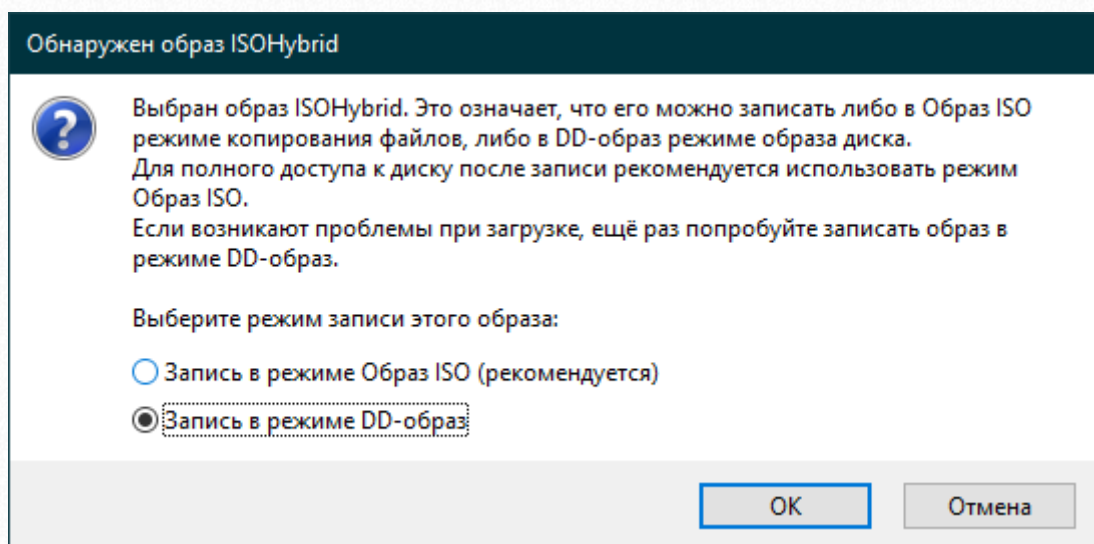 Обнаружен образ ISOHybrid
Выбран образ ISOHybrid. Это означает, что его можно записать либо в Образ ISO
режиме копирования файлов, либо в DD-образ режиме образа диска.
Для полного доступа к диску после записи рекомендуется использовать режим
Образ ISO.
Если возникают проблемы при загрузке, ещё раз попробуйте записать образ в
режиме DD-образ.
Выберите режим записи этого образа:
Запись в режиме Образ ISO (рекомендуется)
Запись в режиме DD-образ
ОК
Отмена